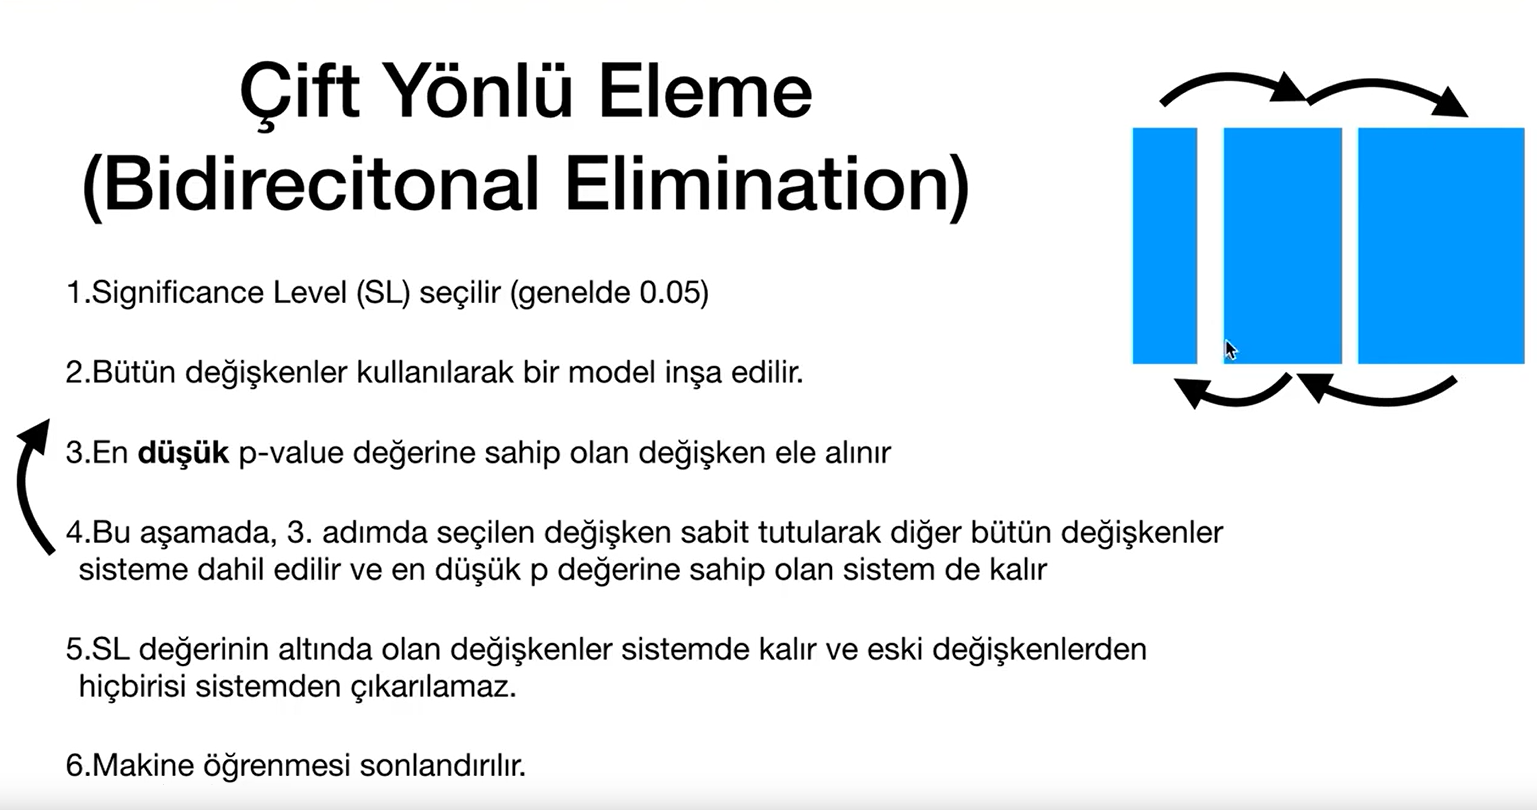 Çift Yönlü Eleme
(Bidirecitonal Elimination)
1.Significance Level (SL) seçilir (genelde 0.05)
2.Bütün değişkenler kullanılarak bir model inşa edilir.
3.En düşük p-value değerine sahip olan değişken ele alınır
4.Bu aşamada, 3. adımda seçilen değişken sabit tutularak diğer bütün değişkenler
sisteme dahil edilir ve en düşük p değerine sahip olan sistem de kalır
5.SL değerinin altında olan değişkenler sistemde kalır ve eski değişkenlerden
hiçbirisi sistemden çıkarılamaz.
6.Makine öğrenmesi sonlandırılır.